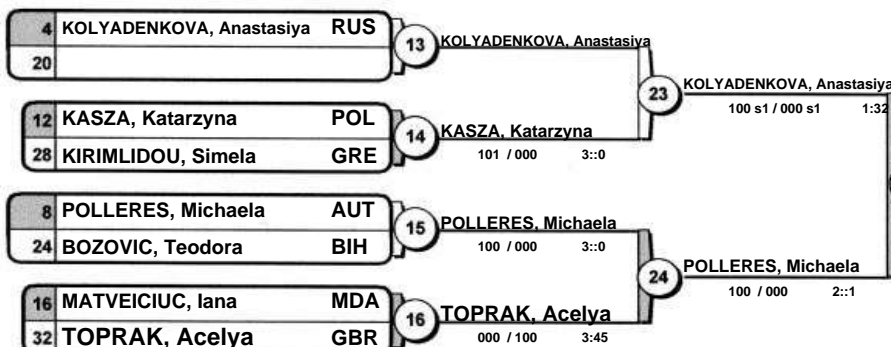 4 KOLYADENKOVA, Anastasiya RUS
20
13
KOLYADENKOVA, Anastasiya
12 KASZA, Katarzyna POL
28 KIRIMLIDOU, Simela GRE
14
KASZA, Katarzyna
101 / 000 3::0
23
KOLYADENKOVA, Anastasiya
100 s1 / 000 s1 1:32
8 POLLERES, Michaela AUT
24 BOZOVIC, Teodora BIH
15
POLLERES, Michaela
100 / 000 3::0
16 MATVEICIUC, Iana MDA
32 TOPRAK, Acelya GBR
16
TOPRAK, Acelya
000 / 100 3:45
24
POLLERES, Michaela
100 / 000 2::1